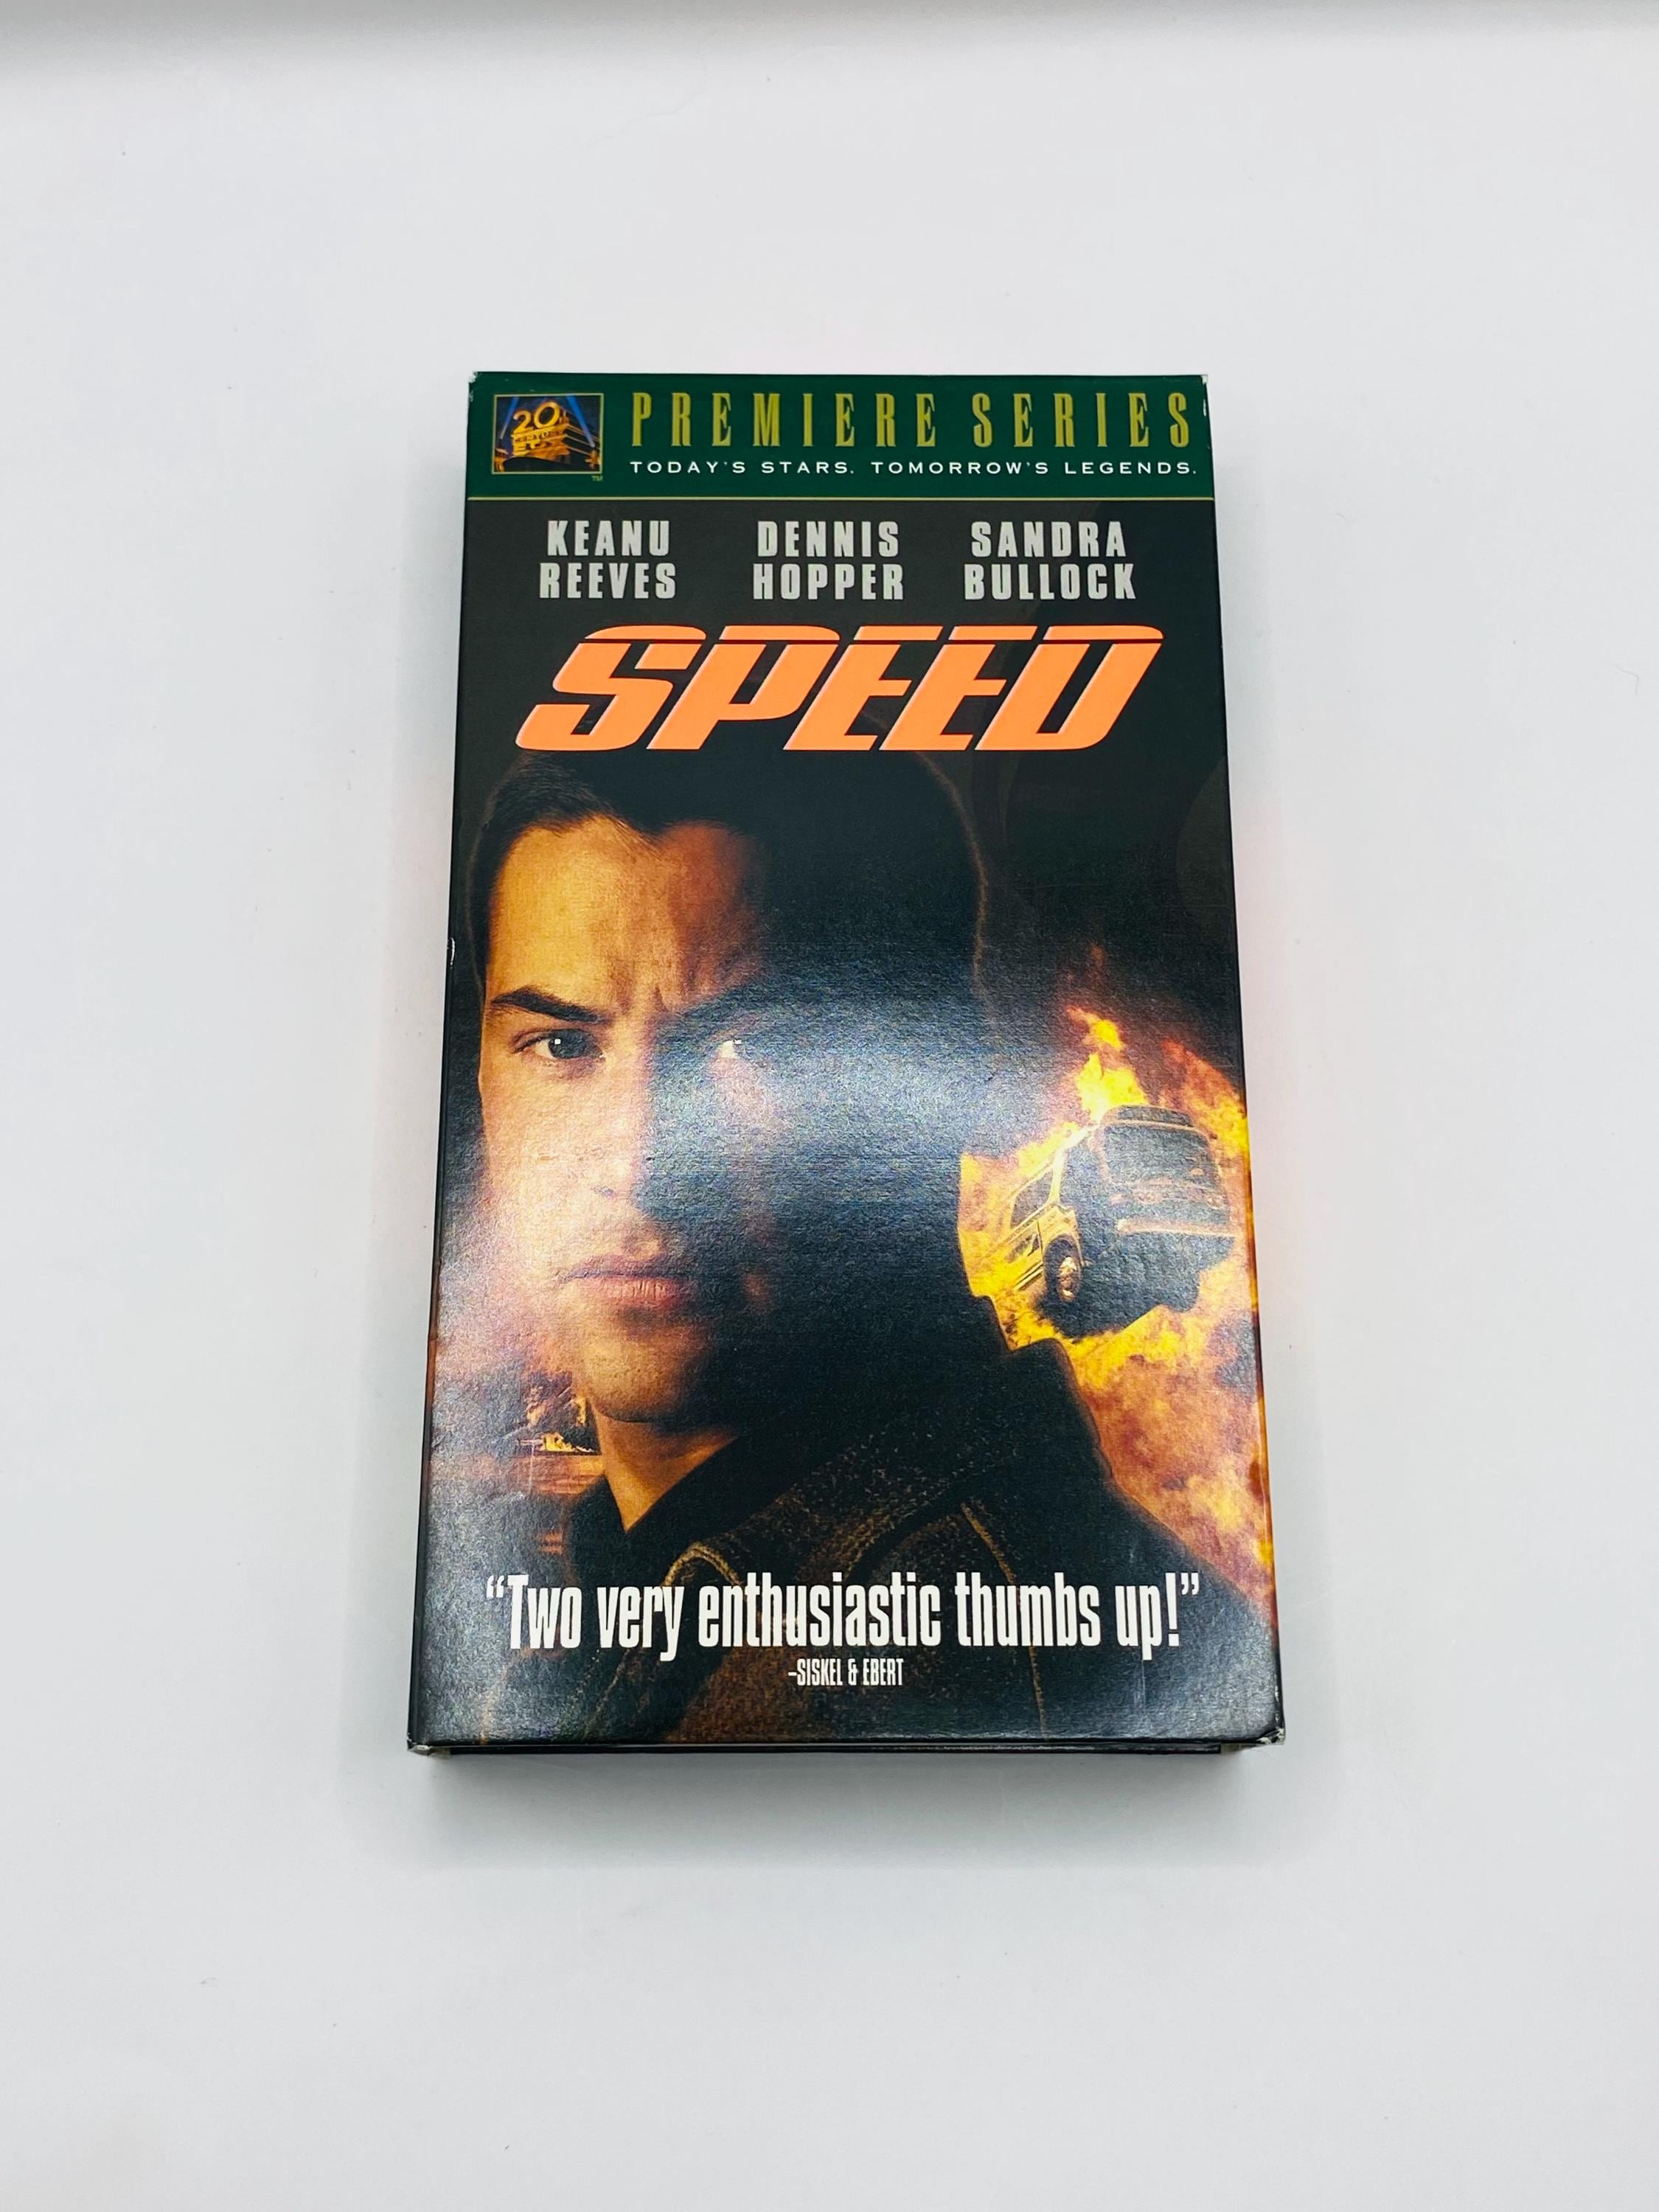 20th
CENTURY
FOX
TM
PREMIERE SERIES
TODAY'S STARS. TOMORROW'S LEGENDS.
KEANU REEVES
DENNIS HOPPER
SANDRA BULLOCK
SPEED
“Two very enthusiastic thumbs up!”
–SISKEL & EBERT